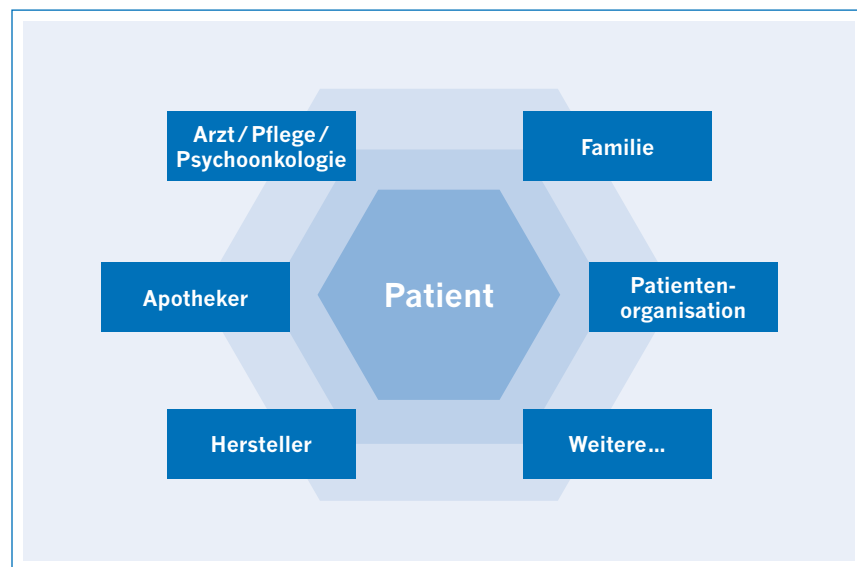 Arzt / Pflege /
Psychoonkologie
Familie
Apotheker
Patient
Patienten-
organisation
Hersteller
Weitere...